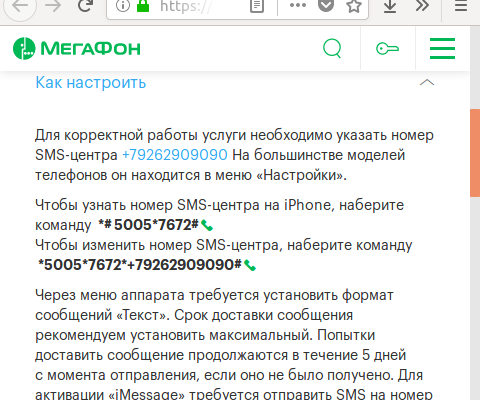 https://
МЕГАФОН
Как настроить
Для корректной работы услуги необходимо указать номер
SMS-центра +79262909090 На большинстве моделей
телефонов он находится в меню «Настройки».
Чтобы узнать номер SMS-центра на iPhone, наберите
команду *# 5005*7672#
Чтобы изменить номер SMS-центра, наберите команду
*5005*7672*+79262909090#
Через меню аппарата требуется установить формат
сообщений «Текст». Срок доставки сообщения
рекомендуем установить максимальный. Попытки
доставить сообщение продолжаются в течение 5 дней
с момента отправления, если оно не было получено. Для
активации «iMessage» требуется отправить SMS на номер